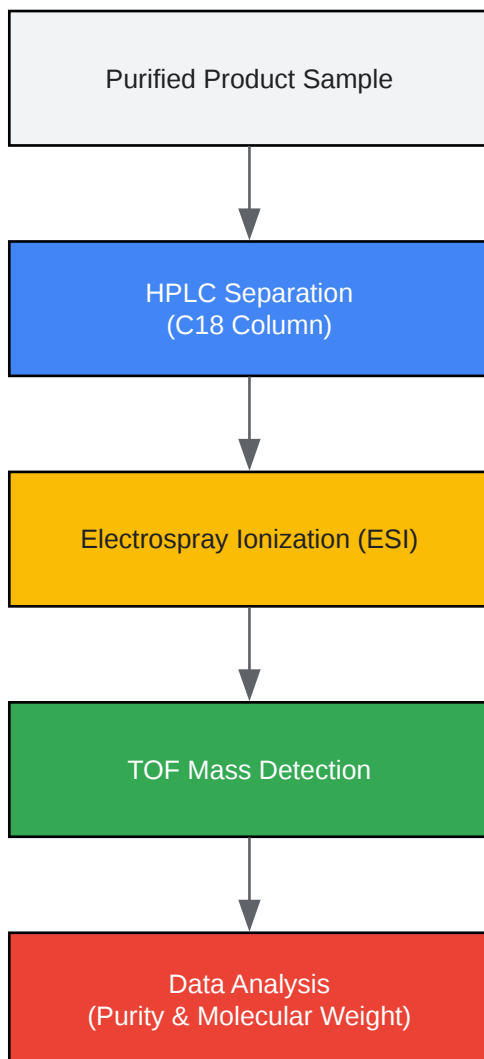 Purified Product Sample
HPLC Separation
(C18 Column)
Electrospray Ionization (ESI)
TOF Mass Detection
Data Analysis
(Purity & Molecular Weight)